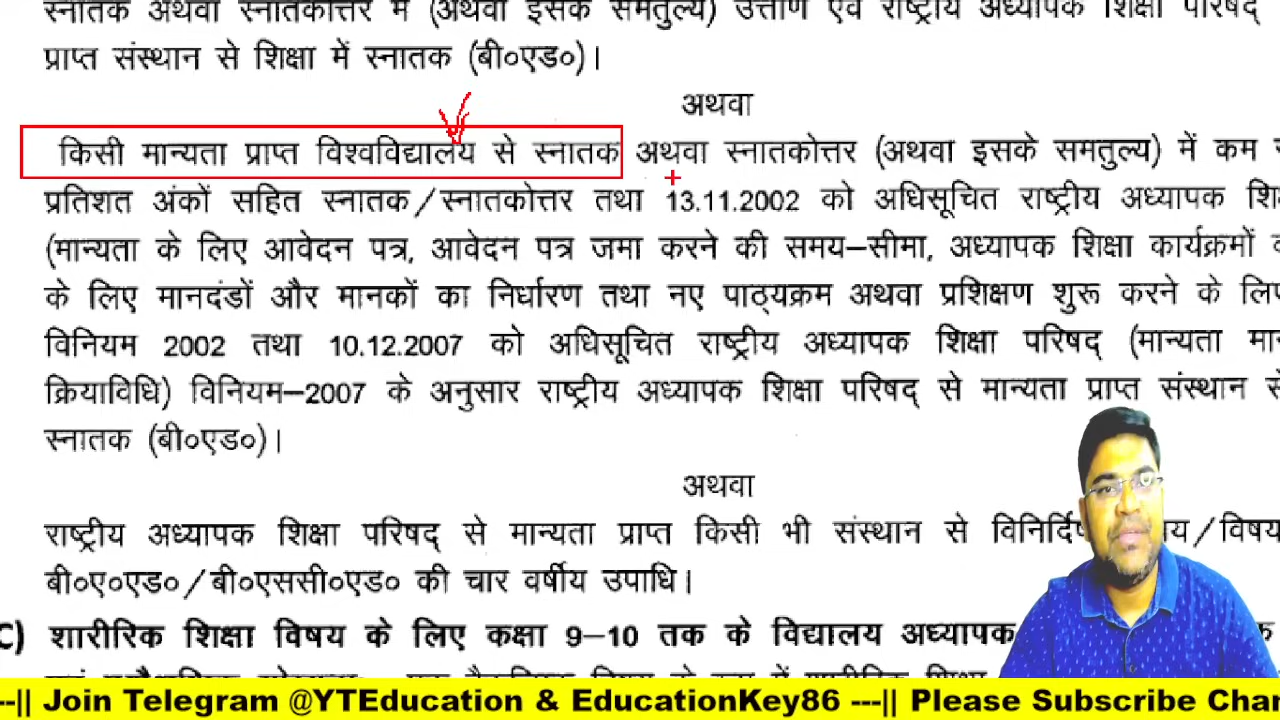 स्नातक अथवा स्नातकोत्तर में (अथवा इसके समतुल्य) उत्तीर्ण एवं राष्ट्रीय अध्यापक शिक्षा परिषद्
प्राप्त संस्थान से शिक्षा में स्नातक (बी०एड०)।
अथवा
किसी मान्यता प्राप्त विश्वविद्यालय से स्नातक अथवा स्नातकोत्तर (अथवा इसके समतुल्य) में कम
प्रतिशत अंकों सहित स्नातक/स्नातकोत्तर तथा 13.11.2002 को अधिसूचित राष्ट्रीय अध्यापक
(मान्यता के लिए आवेदन पत्र, आवेदन पत्र जमा करने की समय–सीमा, अध्यापक शिक्षा कार्यक्रमों
के लिए मानदंडों और मानकों का निर्धारण तथा नए पाठ्यक्रम अथवा प्रशिक्षण शुरू करने के
विनियम 2002 तथा 10.12.2007 को अधिसूचित राष्ट्रीय अध्यापक शिक्षा परिषद् (मान्यता
क्रियाविधि) विनियम–2007 के अनुसार राष्ट्रीय अध्यापक शिक्षा परिषद् से मान्यता प्राप्त संस्थान से
स्नातक (बी०एड०)।
अथवा
राष्ट्रीय अध्यापक शिक्षा परिषद् से मान्यता प्राप्त किसी भी संस्थान से
बी०ए०एड०/बी०एससी०एड० की चार वर्षीय उपाधि।
C) शारीरिक शिक्षा विषय के लिए कक्षा 9–10 तक के विद्यालय अध्यापक
--|| Join Telegram @YTEducation & EducationKey86 ---|| Please Subscribe